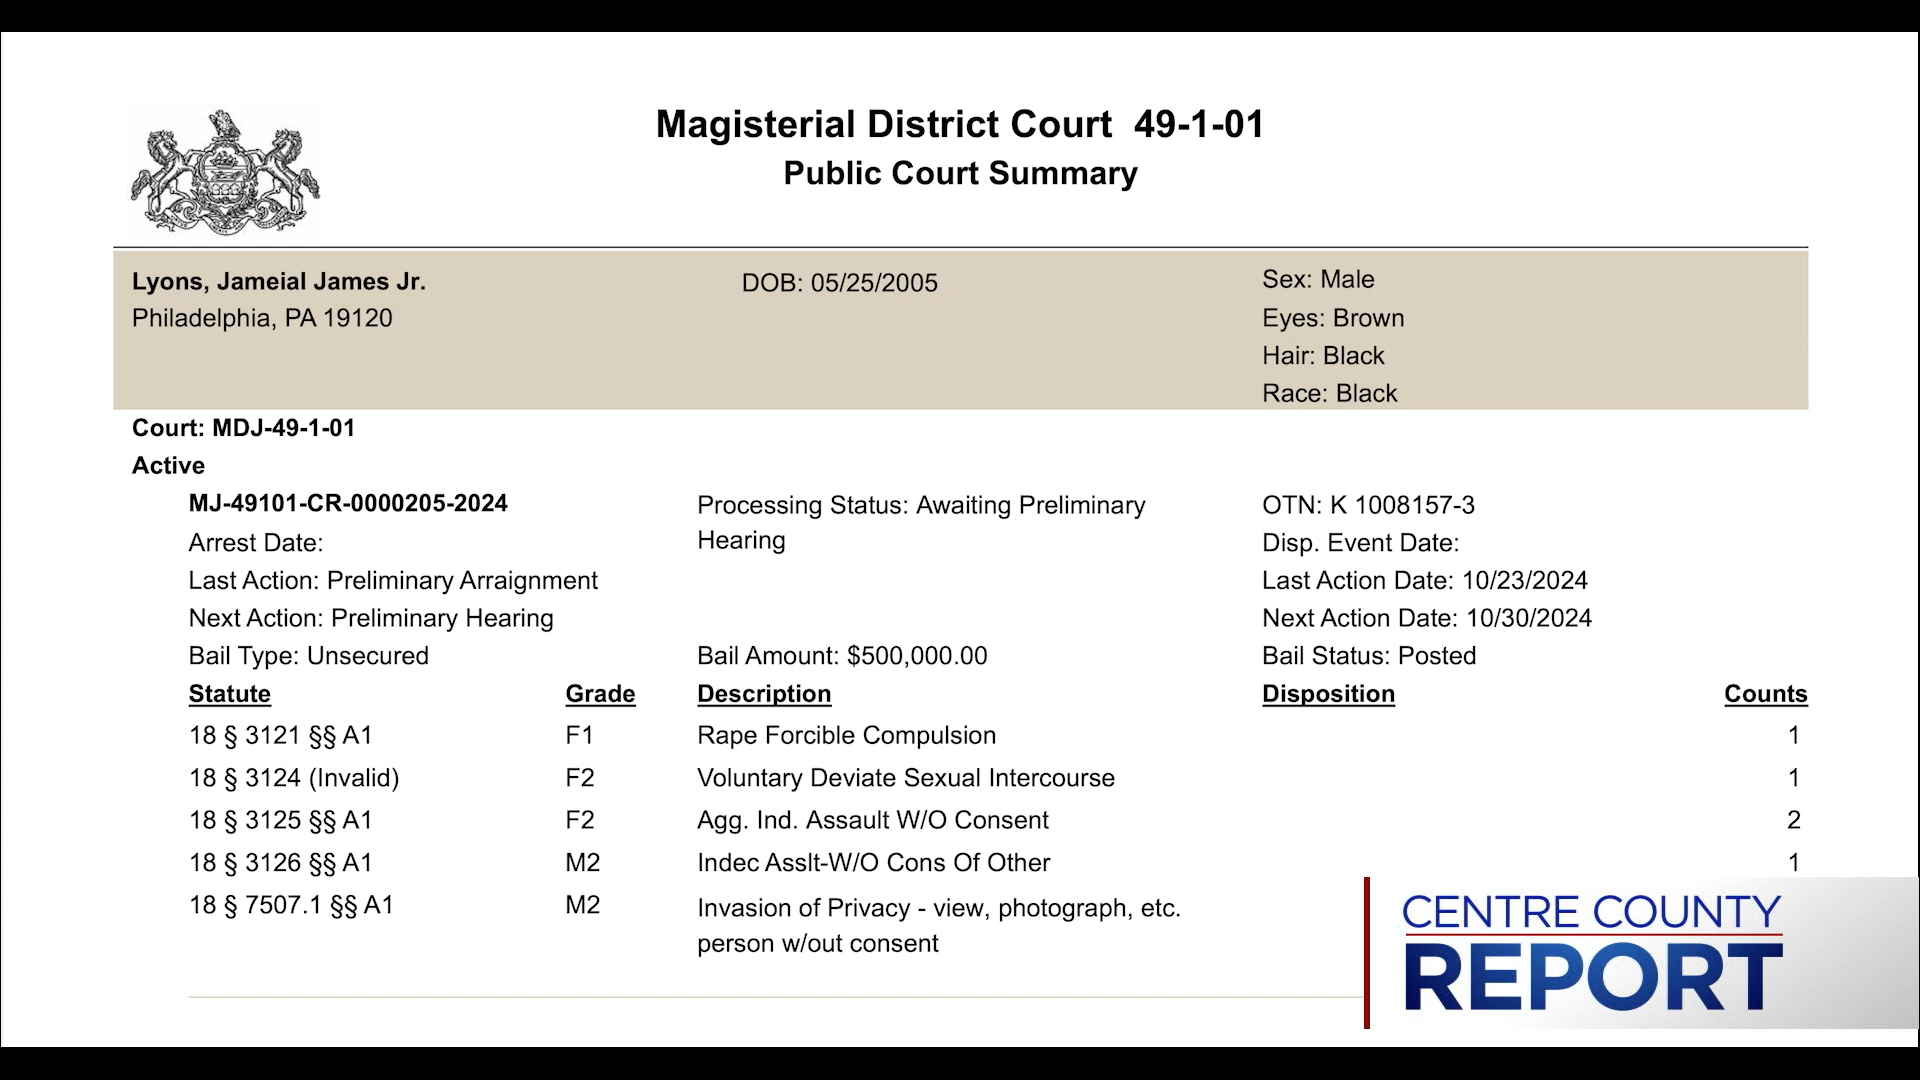 Magisterial District Court 49-1-01
Public Court Summary
Lyons, Jameial James Jr.
DOB: 05/25/2005
Sex: Male
Philadelphia, PA 19120
Eyes: Brown
Hair: Black
Race: Black
Court: MDJ-49-1-01
Active
MJ-49101-CR-0000205-2024
Processing Status: Awaiting Preliminary
Hearing
OTN: K 1008157-3
Arrest Date:
Disp. Event Date:
Last Action: Preliminary Arraignment
Last Action Date: 10/23/2024
Next Action: Preliminary Hearing
Next Action Date: 10/30/2024
Bail Type: Unsecured
Bail Amount: $500,000.00
Bail Status: Posted
Statute Grade Description Disposition Counts
18 § 3121 §§ A1 F1 Rape Forcible Compulsion 1
18 § 3124 (Invalid) F2 Voluntary Deviate Sexual Intercourse 1
18 § 3125 §§ A1 F2 Agg. Ind. Assault W/O Consent 2
18 § 3126 §§ A1 M2 Indec Asslt-W/O Cons Of Other 1
18 § 7507.1 §§ A1 M2 Invasion of Privacy - view, photograph, etc.
person w/out consent
CENTRE COUNTY
REPORT